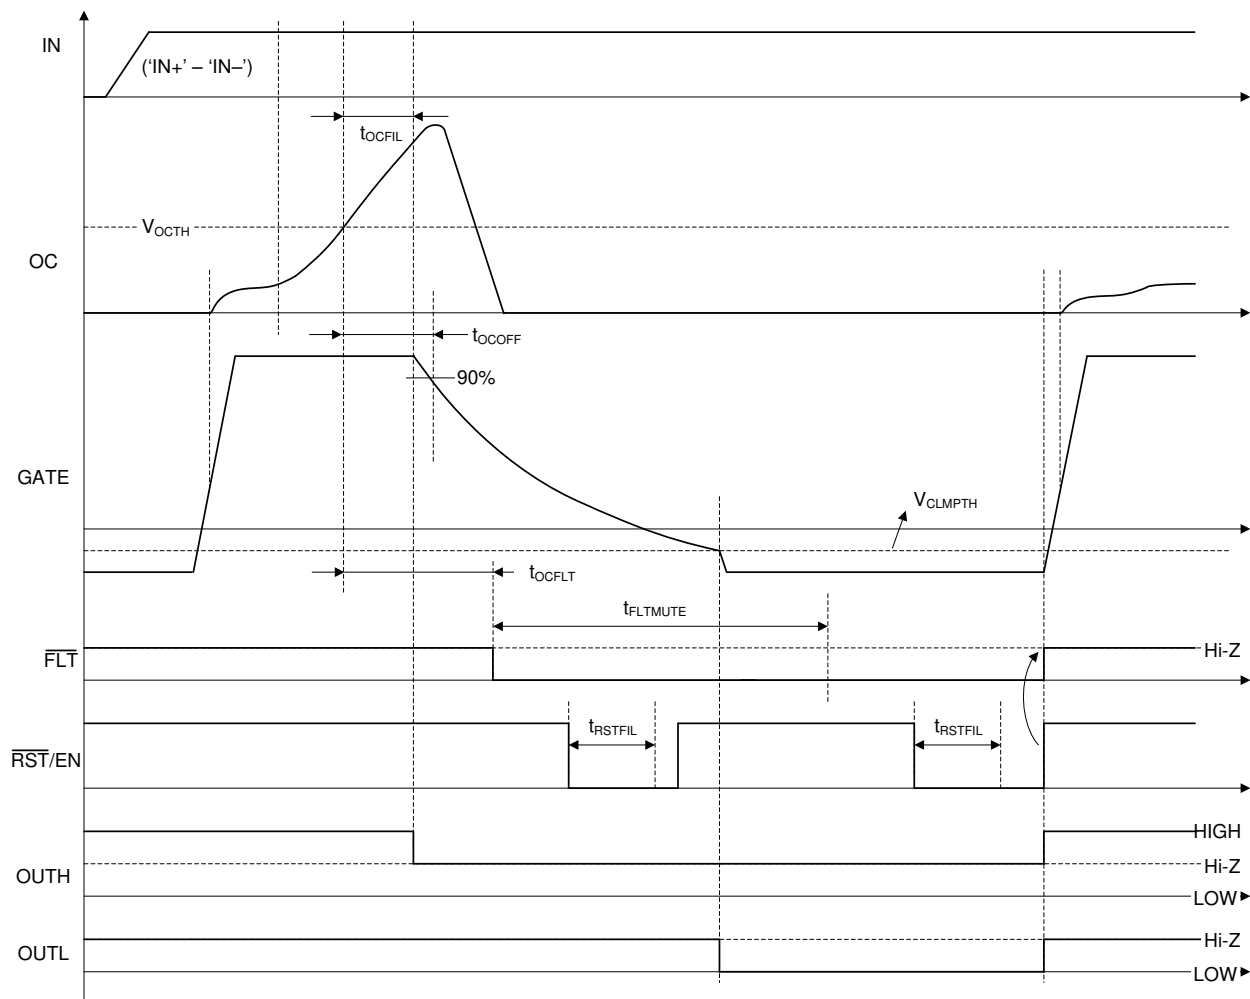 IN
('IN+' – 'IN–')
tOCFIL
VOCTH
OC
tOCOFF
90%
GATE
VCLMPTH
tOCFLT
tFLTMUTE
FLT
Hi-Z
tRSTFIL
tRSTFIL
RST/EN
HIGH
Hi-Z
OUTH
LOW
Hi-Z
OUTL
LOW